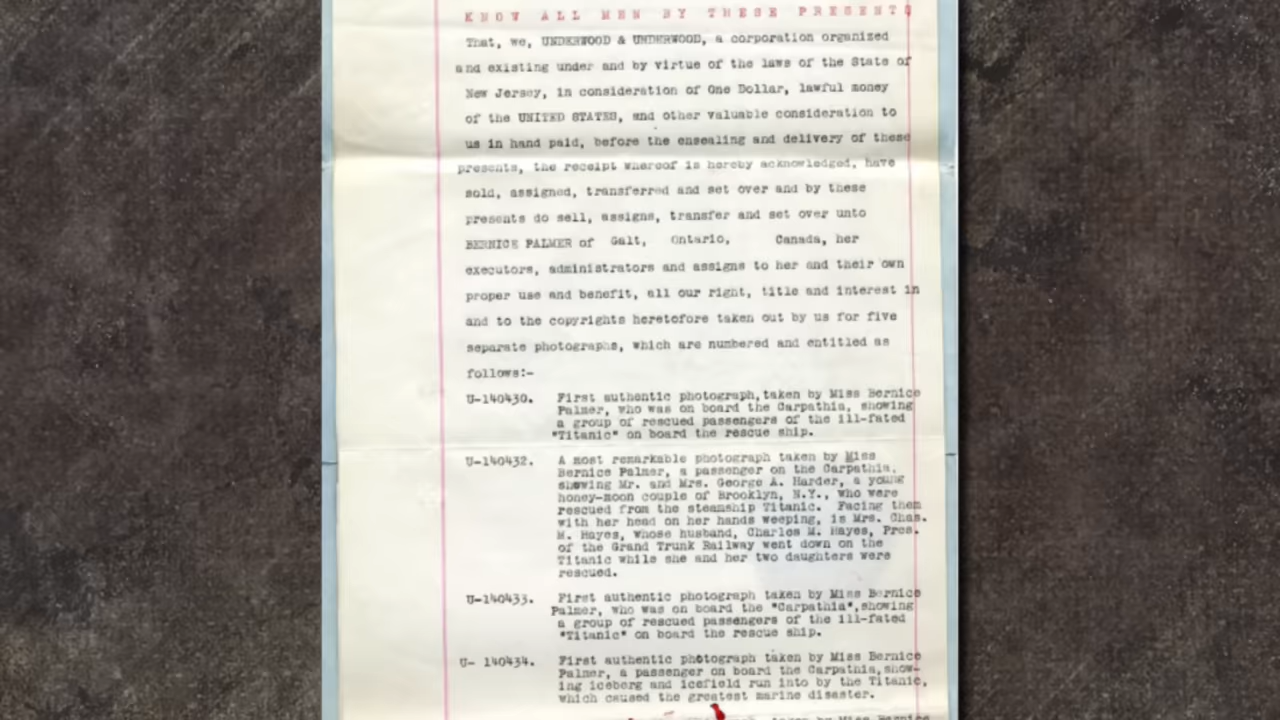 KNOW ALL MEN BY THESE PRESENTS
That, we, UNDERWOOD & UNDERWOOD, a corporation organized
and existing under and by virtue of the laws of the State of
New Jersey, in consideration of One Dollar, lawful money
of the UNITED STATES, and other valuable consideration to
us in hand paid, before the ensealing and delivery of these
presents, the receipt whereof is hereby acknowledged, have
sold, assigned, transferred and set over and by these
presents do sell, assigns, transfer and set over unto
BERNICE PALMER of Galt, Ontario, Canada, her
executors, administrators and assigns to her and their own
proper use and benefit, all our right, title and interest in
and to the copyrights heretofore taken out by us for five
separate photographs, which are numbered and entitled as
follows:-
U-140430. First authentic photograph, taken by Miss Bernice
Palmer, who was on board the Carpathia, showing
a group of rescued passengers of the ill-fated
"Titanic" on board the rescue ship.
U-140432. A most remarkable photograph taken by Miss
Bernice Palmer, a passenger on the Carpathia,
showing Mr. and Mrs. George A. Harder, a young
honey-moon couple of Brooklyn, N.Y., who were
rescued from the steamship Titanic. Facing them
with her head on her hands weeping, is Mrs. Chas.
M. Hayes, whose husband, Charles M. Hayes, Pres.
of the Grand Trunk Railway went down on the
Titanic while she and her two daughters were
rescued.
U-140433. First authentic photograph taken by Miss Bernice
Palmer, who was on board the "Carpathia", showing
a group of rescued passengers of the ill-fated
"Titanic" on board the rescue ship.
U- 140434. First authentic photograph taken by Miss Bernice
Palmer, a passenger on board the Carpathia, show-
ing iceberg and icefield run into by the Titanic,
which caused the greatest marine disaster.
taken by Miss Bernice